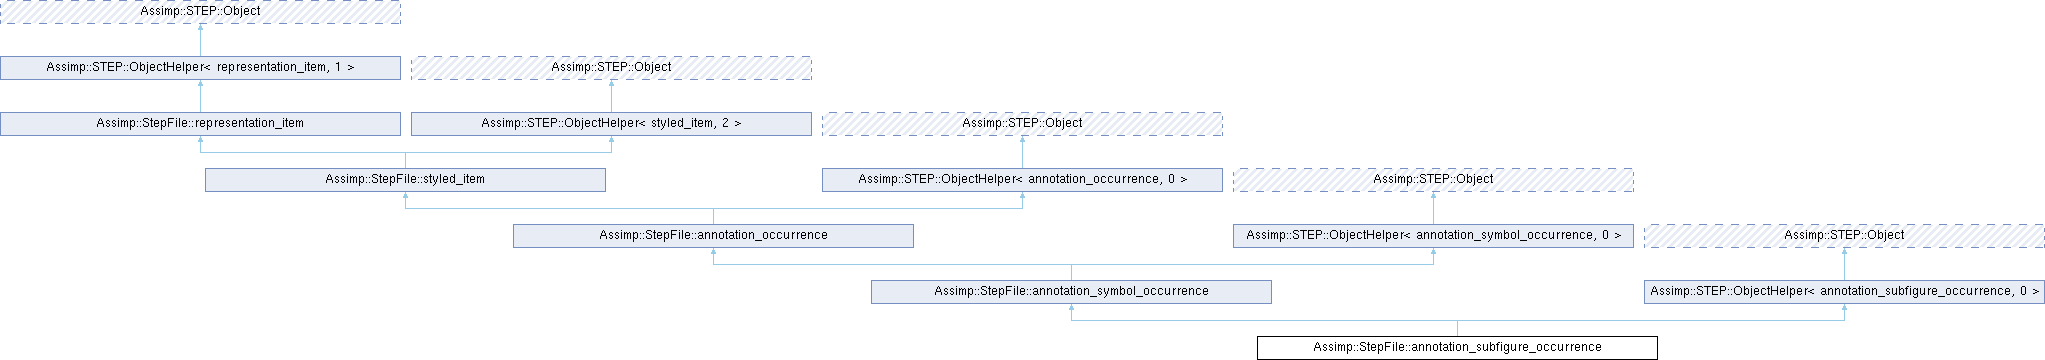 Assimp::STEP::Object
Assimp::STEP::ObjectHelper< representation_item, 1 >
Assimp::STEP::Object
Assimp::StepFile::representation_item
Assimp::STEP::ObjectHelper< styled_item, 2 >
Assimp::STEP::Object
Assimp::StepFile::styled_item
Assimp::STEP::ObjectHelper< annotation_occurrence, 0 >
Assimp::STEP::Object
Assimp::StepFile::annotation_occurrence
Assimp::STEP::ObjectHelper< annotation_symbol_occurrence, 0 >
Assimp::STEP::Object
Assimp::StepFile::annotation_symbol_occurrence
Assimp::STEP::ObjectHelper< annotation_subfigure_occurrence, 0 >
Assimp::StepFile::annotation_subfigure_occurrence